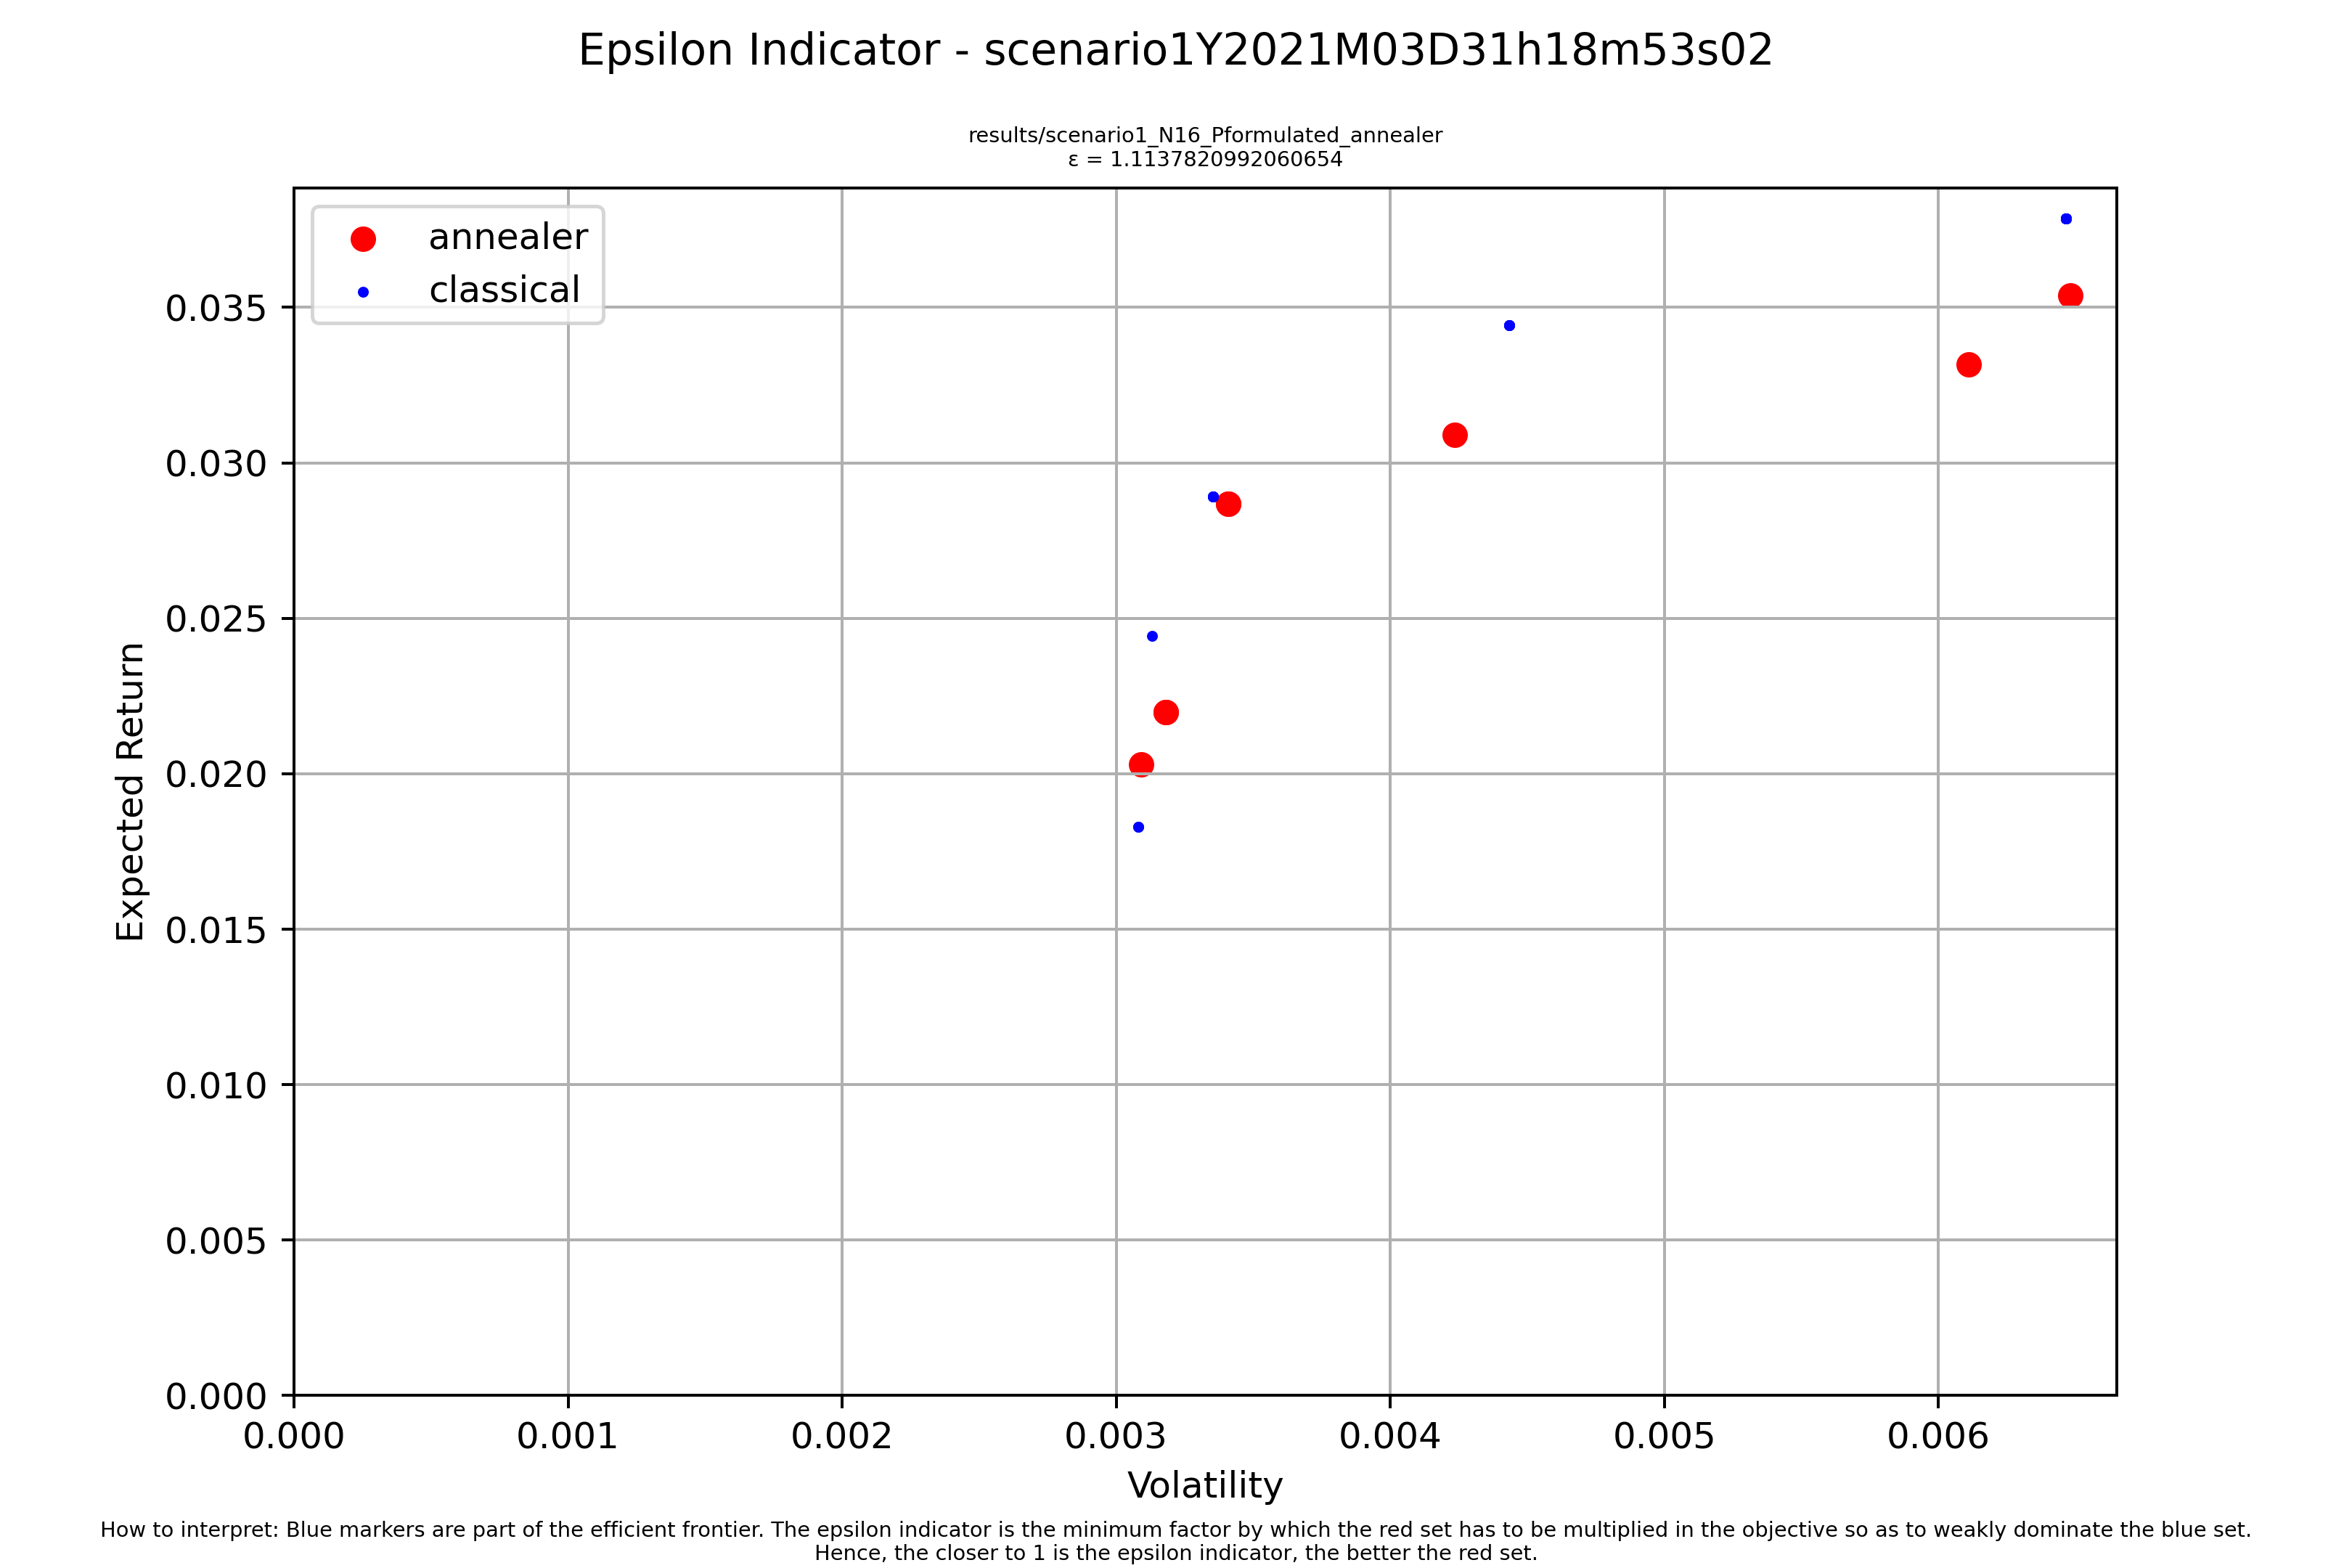 Epsilon Indicator - scenario1Y2021M03D31h18m53s02
results/scenario1_N16_Pformulated_annealer
ε = 1.1137820992060654
annealer
classical
0.035
0.030
0.025
0.020
0.015
0.010
0.005
0.000
Expected Return
0.000 0.001 0.002 0.003 0.004 0.005 0.006
Volatility
How to interpret: Blue markers are part of the efficient frontier. The epsilon indicator is the minimum factor by which the red set has to be multiplied in the objective so as to weakly dominate the blue set.
Hence, the closer to 1 is the epsilon indicator, the better the red set.